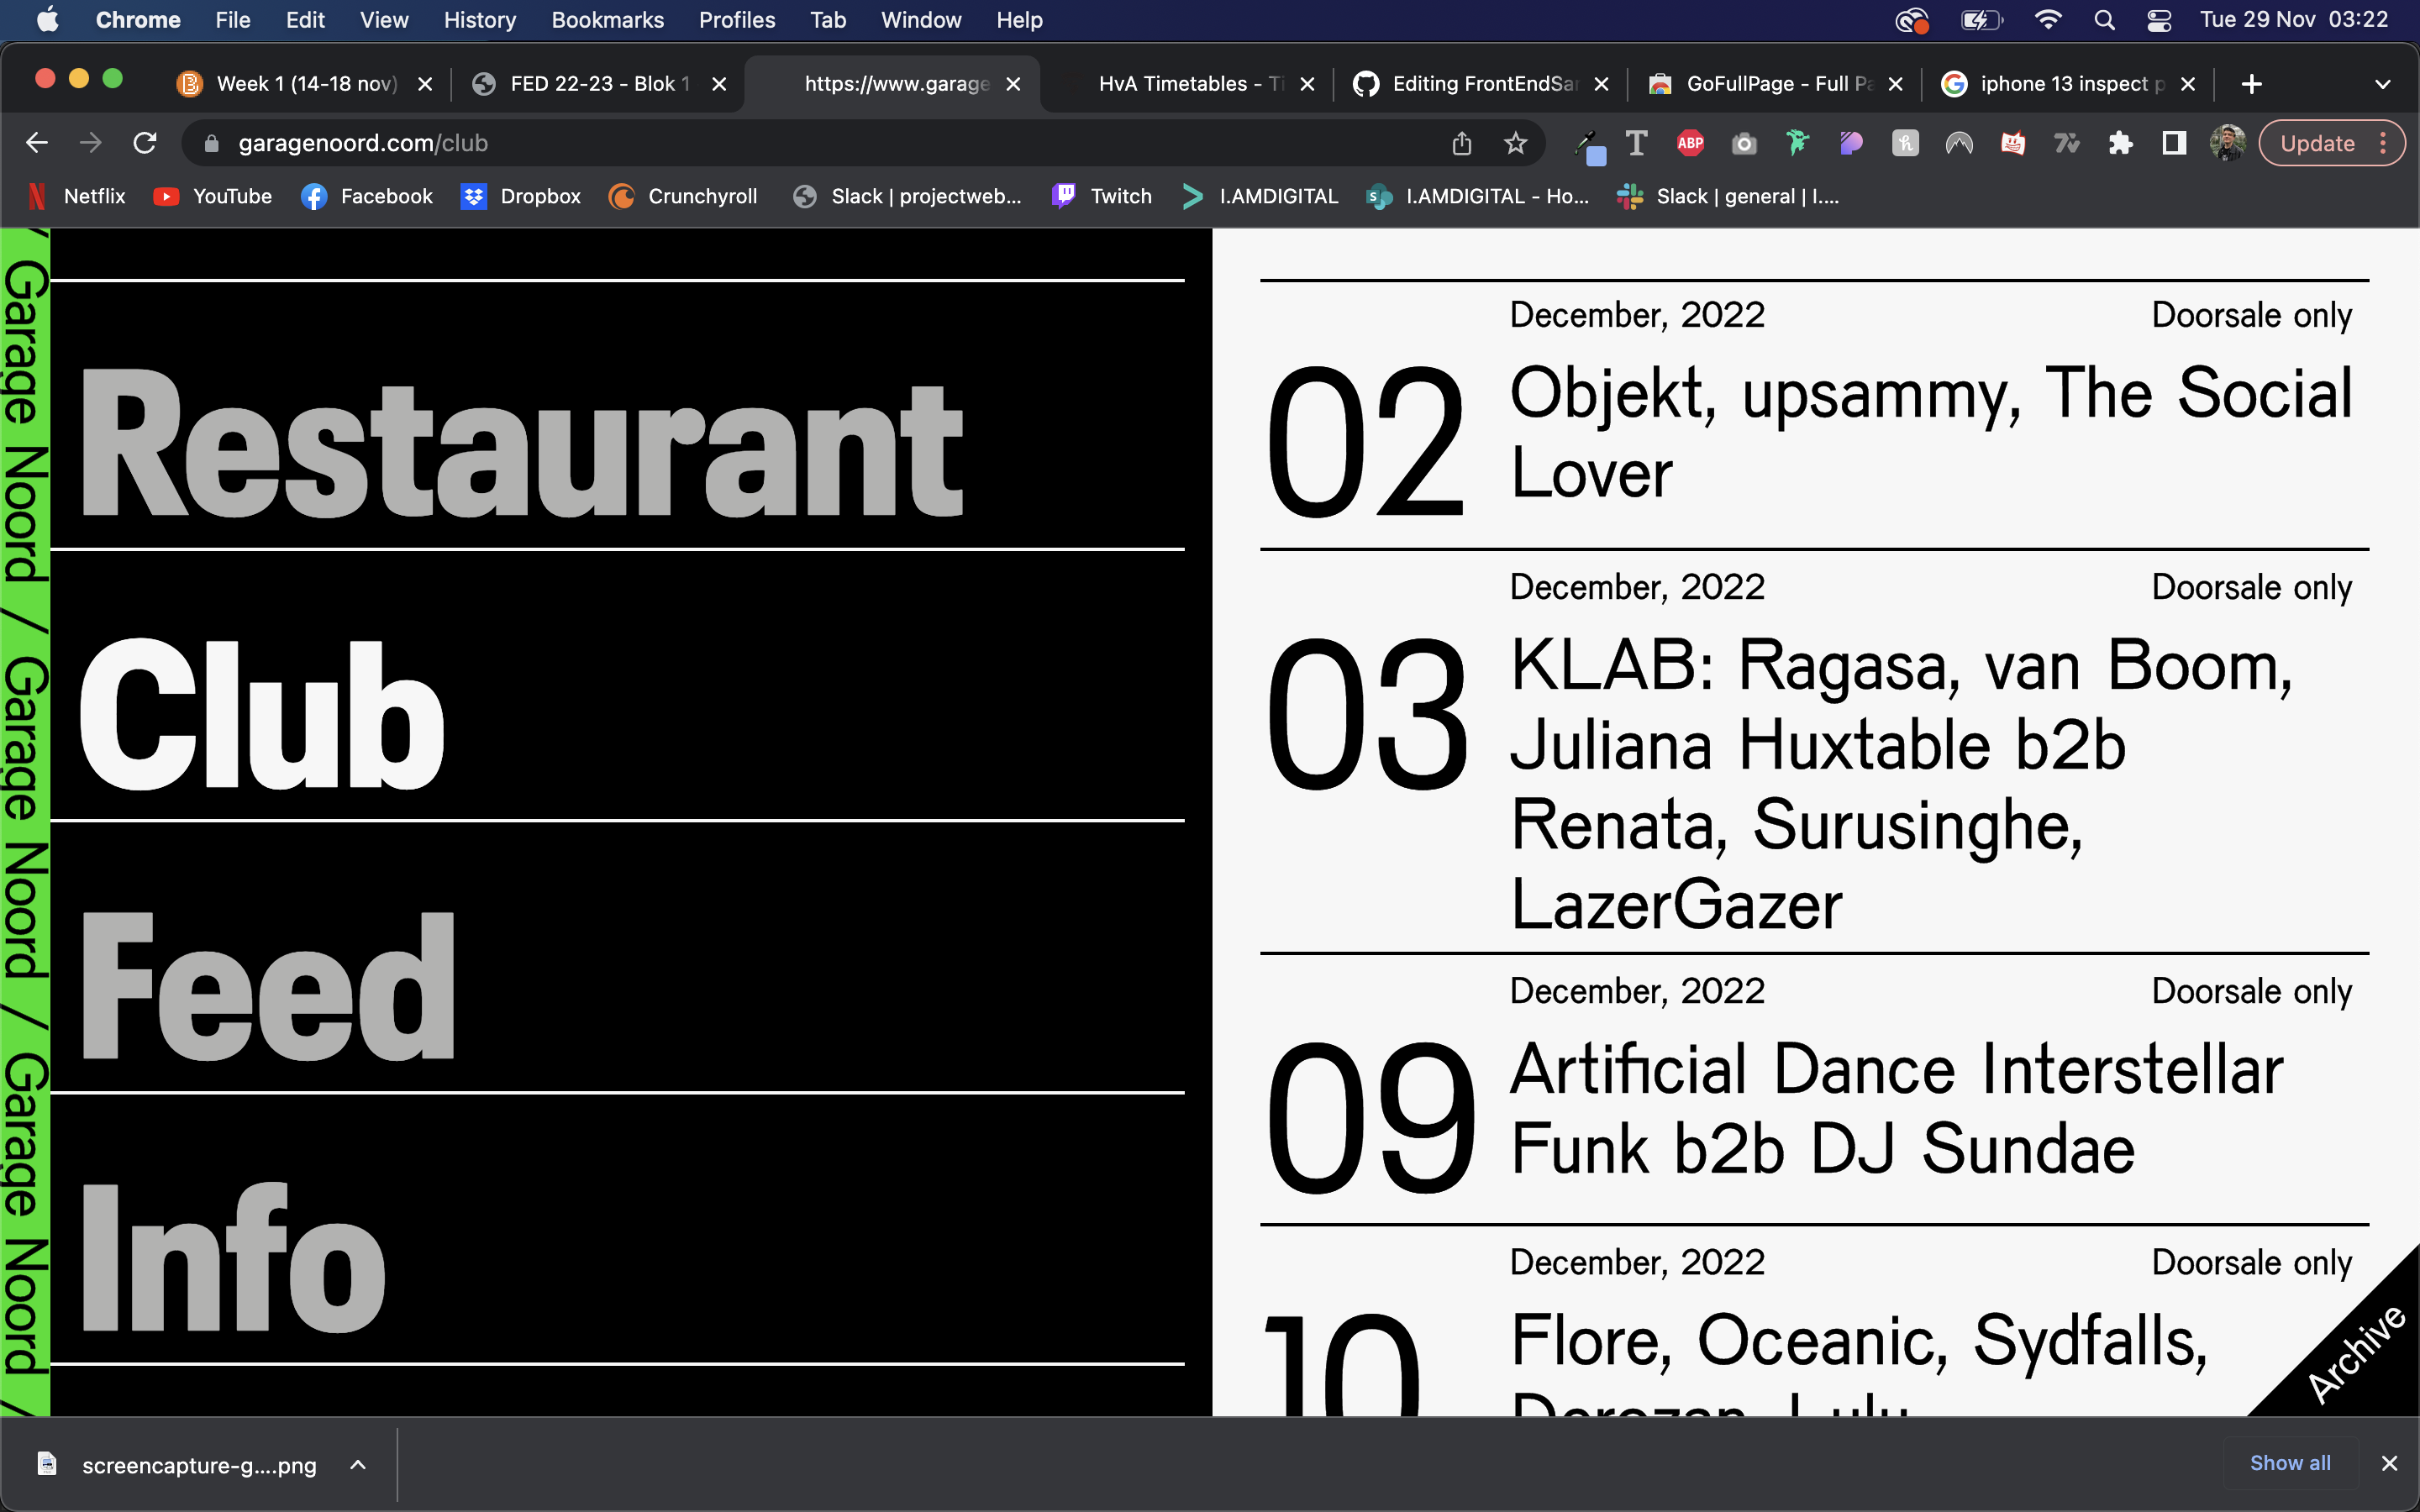 Chrome File Edit View History Bookmarks Profiles Tab Window Help Tue 29 Nov 03:22
Week 1 (14-18 nov) FED 22-23 - Blok 1 https://www.garage HvA Timetables - Ti Editing FrontEndSa GoFullPage - Full Pa iphone 13 inspect p
garagenoord.com/club ABP Update
Netflix YouTube Facebook Dropbox Crunchyroll Slack | projectweb... Twitch I.AMDIGITAL I.AMDIGITAL - Ho... Slack | general | I....
/ Garage Noord / Garage Noord / Garage Noord /
Restaurant
Club
Feed
Info
December, 2022 Doorsale only
02 Objekt, upsammy, The Social
Lover
December, 2022 Doorsale only
03 KLAB: Ragasa, van Boom,
Juliana Huxtable b2b
Renata, Surusinghe,
LazerGazer
December, 2022 Doorsale only
09 Artificial Dance Interstellar
Funk b2b DJ Sundae
December, 2022 Doorsale only
10 Flore, Oceanic, Sydfalls,
Lulu
Archive
screencapture-g....png Show all